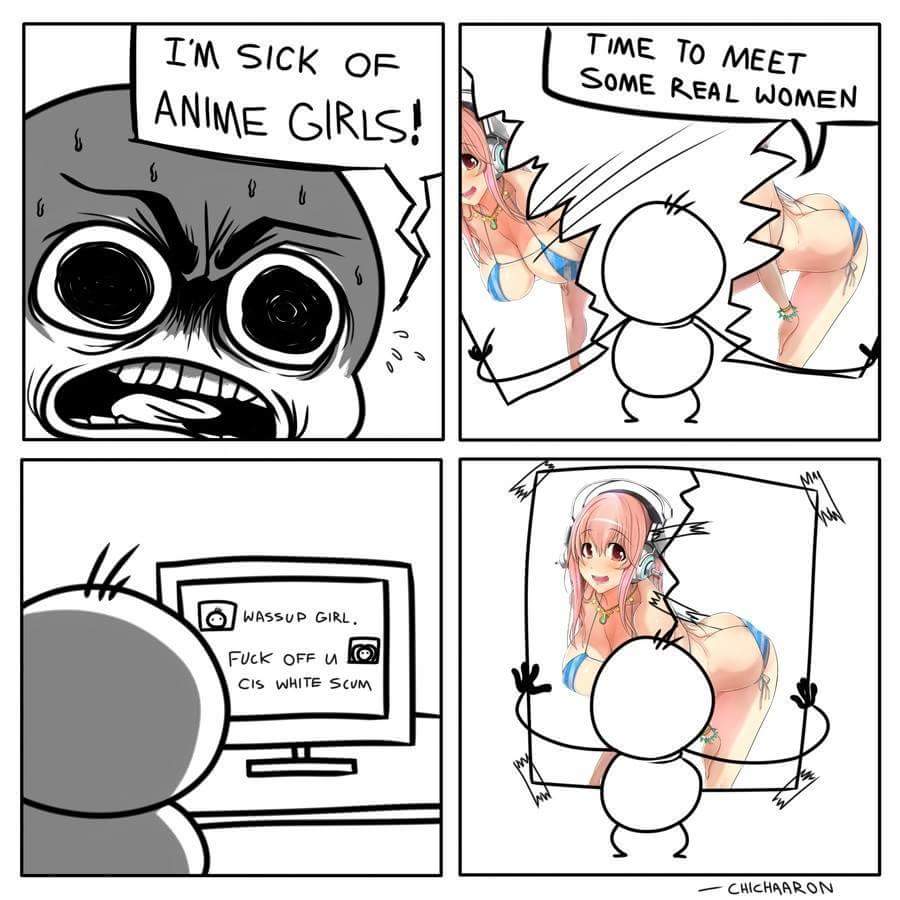 I'M SICK OF
ANIME GIRLS!
TIME TO MEET
SOME REAL WOMEN
WASSUP GIRL.
FUCK OFF U
CIS WHITE SCUM
— CHICHAARON